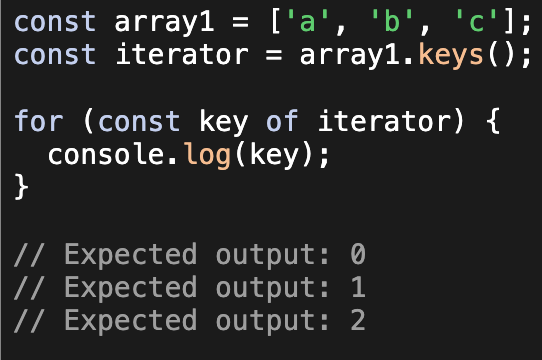 const array1 = ['a', 'b', 'c'];
const iterator = array1.keys();

for (const key of iterator) {
  console.log(key);
}

// Expected output: 0
// Expected output: 1
// Expected output: 2